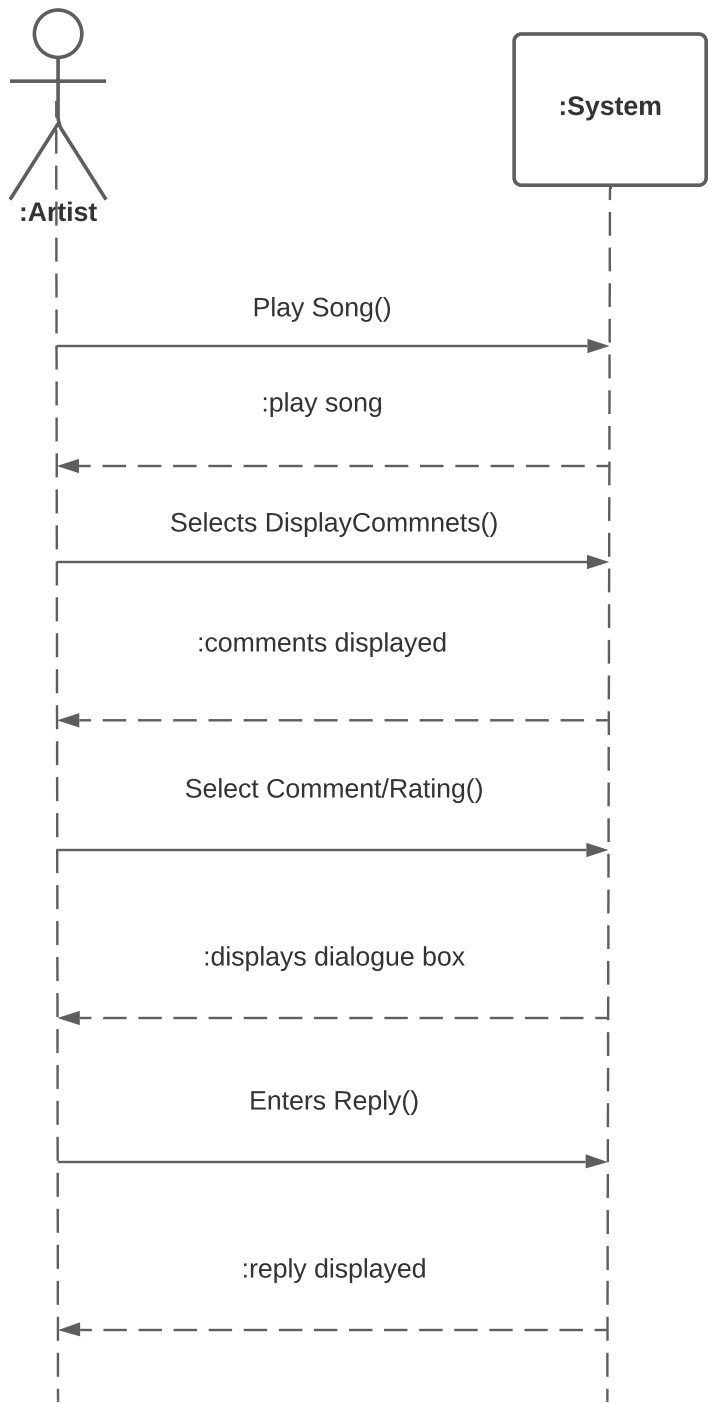 :System
:Artist
Play Song()
:play song
Selects DisplayCommnets()
:comments displayed
Select Comment/Rating()
:displays dialogue box
Enters Reply()
:reply displayed